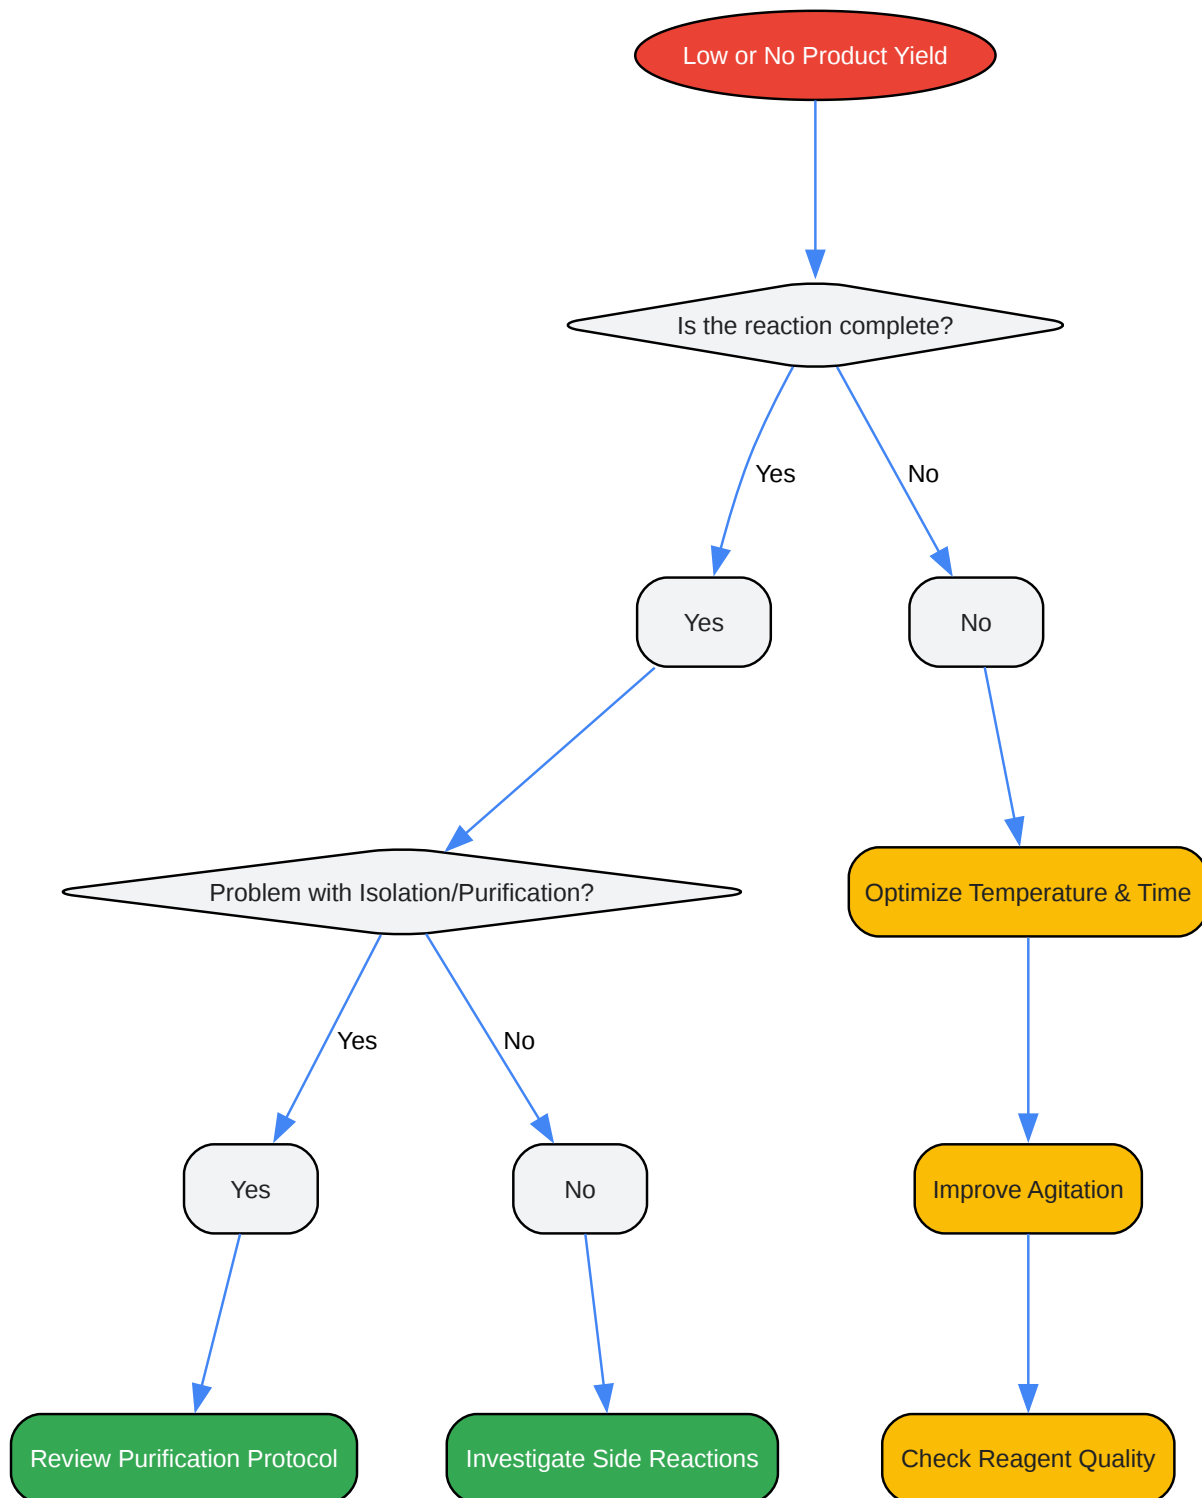 Low or No Product Yield
Is the reaction complete?
Yes
No
Yes
No
Problem with Isolation/Purification?
Optimize Temperature & Time
Yes
No
Yes
No
Improve Agitation
Review Purification Protocol
Investigate Side Reactions
Check Reagent Quality